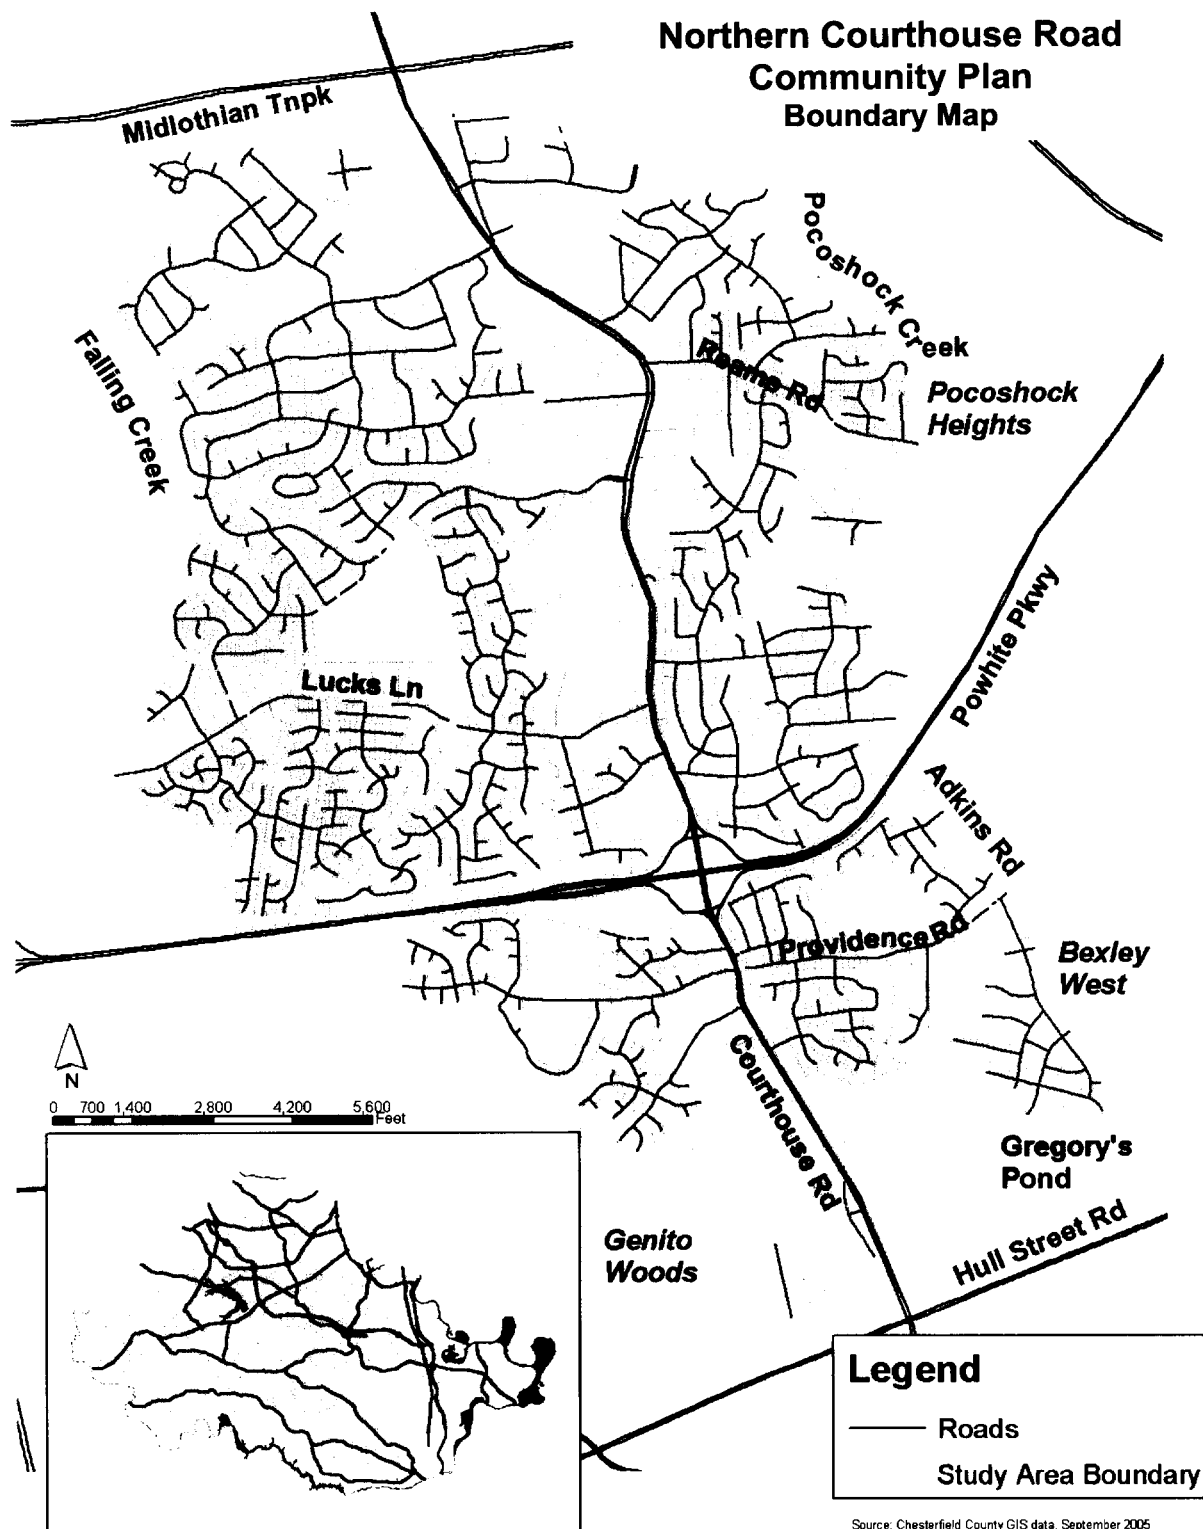 Northern Courthouse Road
Community Plan
Boundary Map
Midlothian Tnpk
Pocoshock Creek
Falling Creek
Reams Rd
Pocoshock
Heights
Powhite Pkwy
Lucks Ln
Adkins Rd
Providence Rd
Bexley
West
N
0 700 1,400 2,800 4,200 5,600
Feet
Courthouse Rd
Gregory's
Pond
Genito
Woods
Hull Street Rd
Legend
Roads
Study Area Boundary
Source: Chesterfield County GIS data, September 2005